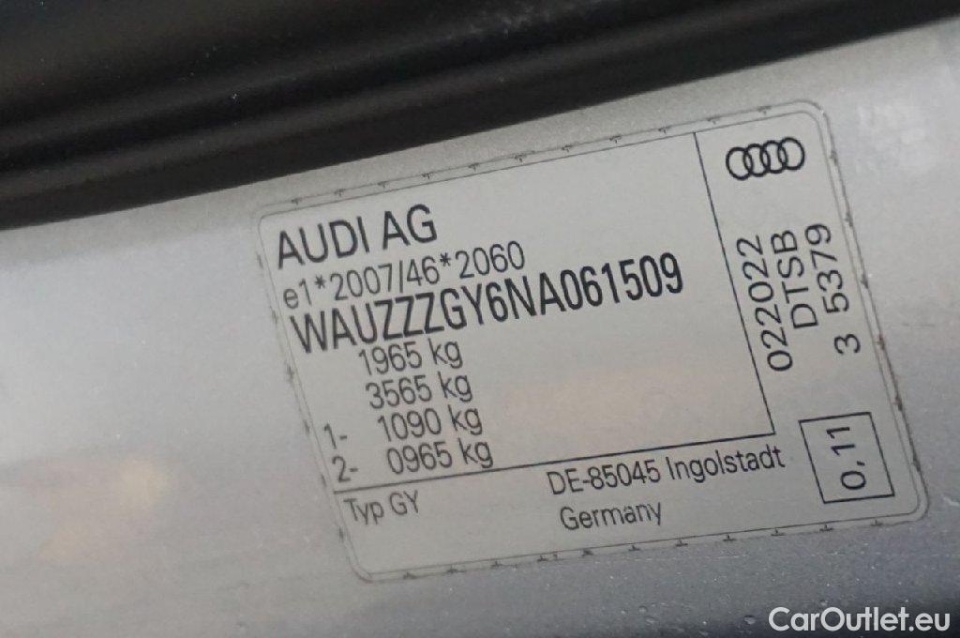 AUDI AG
e1*2007/46*2060
WAUZZZGY6NA061509
1965 kg
3565 kg
1- 1090 kg
2- 0965 kg
Typ GY
DE-85045 Ingolstadt
Germany
022022
DTSB
3 5379
0,11
CarOutlet.eu